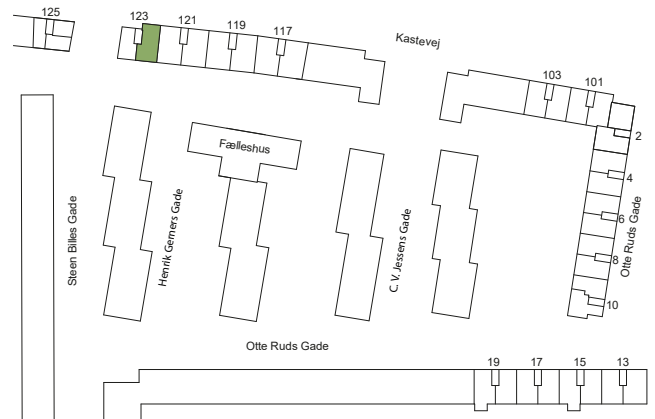 125
123
121
119
117
Kastevej
103
101
2
4
6
8
10
Fælleshus
Steen Billes Gade
Henrik Gerners Gade
C. V. Jessens Gade
Otte Ruds Gade
Otte Ruds Gade
19
17
15
13